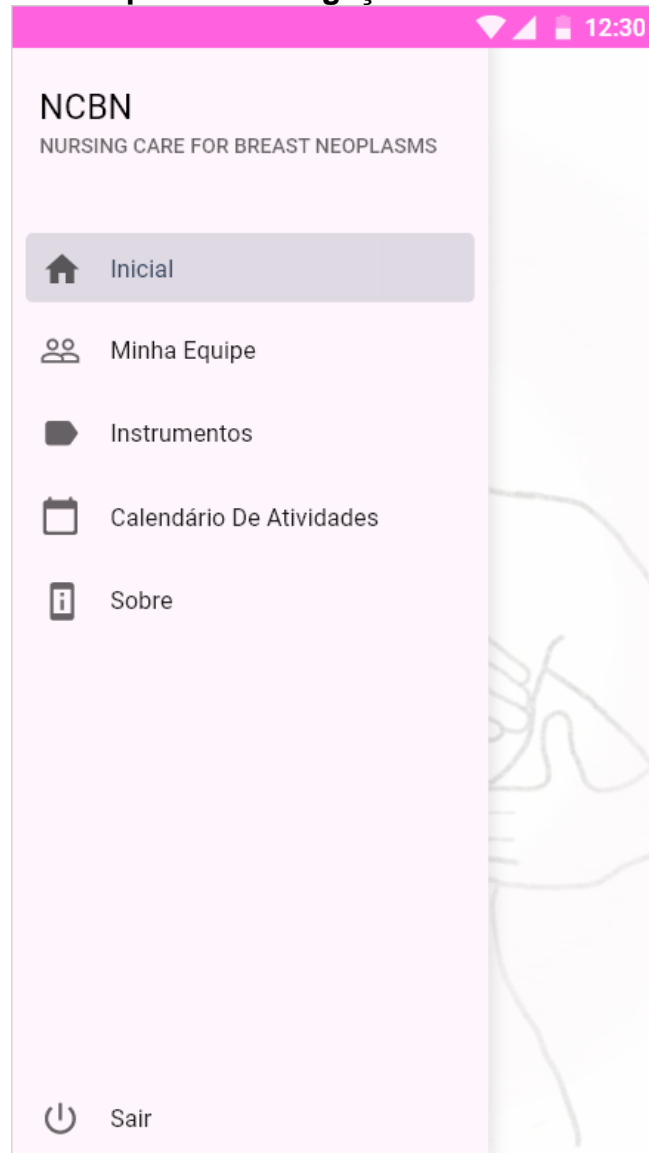 12:30
NCBN
NURSING CARE FOR BREAST NEOPLASMS
Inicial
Minha Equipe
Instrumentos
Calendário De Atividades
Sobre
Sair